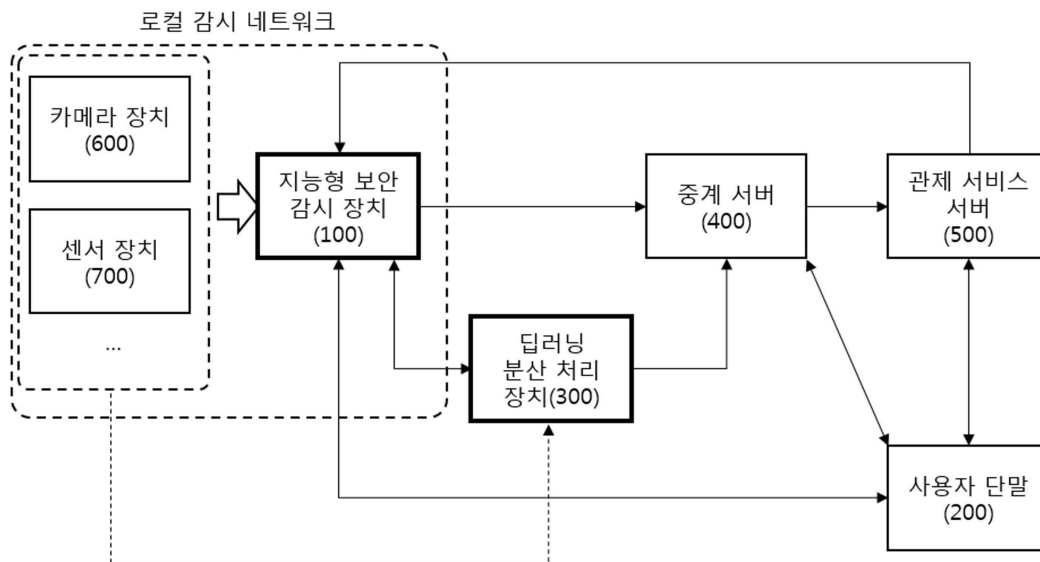 로컬 감시 네트워크
카메라 장치
(600)
센서 장치
(700)
...
지능형 보안
감시 장치
(100)
딥러닝
분산 처리
장치(300)
중계 서버
(400)
관제 서비스
서버
(500)
사용자 단말
(200)